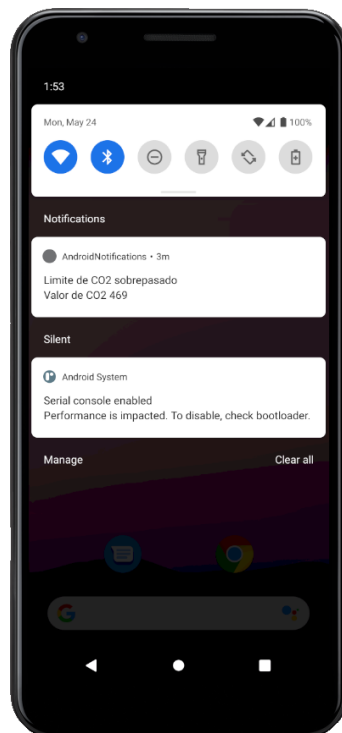 1:53
Mon, May 24
100%
Notifications
AndroidNotifications • 3m
Limite de CO2 sobrepasado
Valor de CO2 469
Silent
Android System
Serial console enabled
Performance is impacted. To disable, check bootloader.
Manage
Clear all